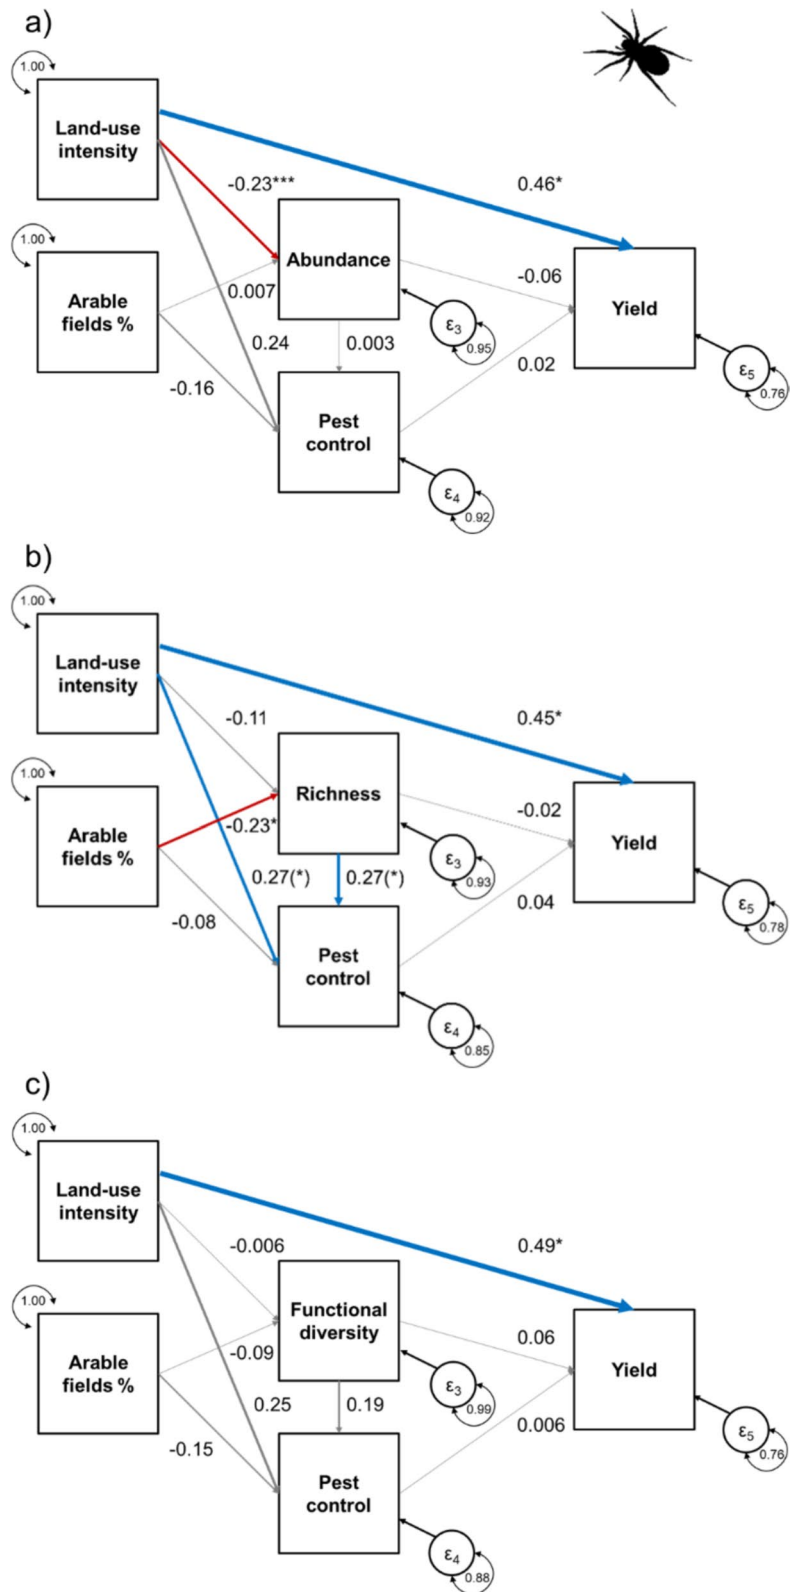 a)
1.00
Land-use
intensity
-0.23***
0.46*
1.00
Abundance
-0.06
Arable
fields %
0.007
Yield
ε3
0.95
0.24
0.003
0.02
ε5
0.76
-0.16
Pest
control
ε4
0.92
b)
1.00
Land-use
intensity
-0.11
0.45*
1.00
Richness
-0.02
Arable
fields %
-0.23*
Yield
ε3
0.93
0.27(*)
0.27(*)
0.04
ε5
0.78
-0.08
Pest
control
ε4
0.85
c)
1.00
Land-use
intensity
-0.006
0.49*
1.00
Functional
diversity
0.06
Arable
fields %
-0.09
Yield
ε3
0.99
0.25
0.19
0.006
ε5
0.76
-0.15
Pest
control
ε4
0.88